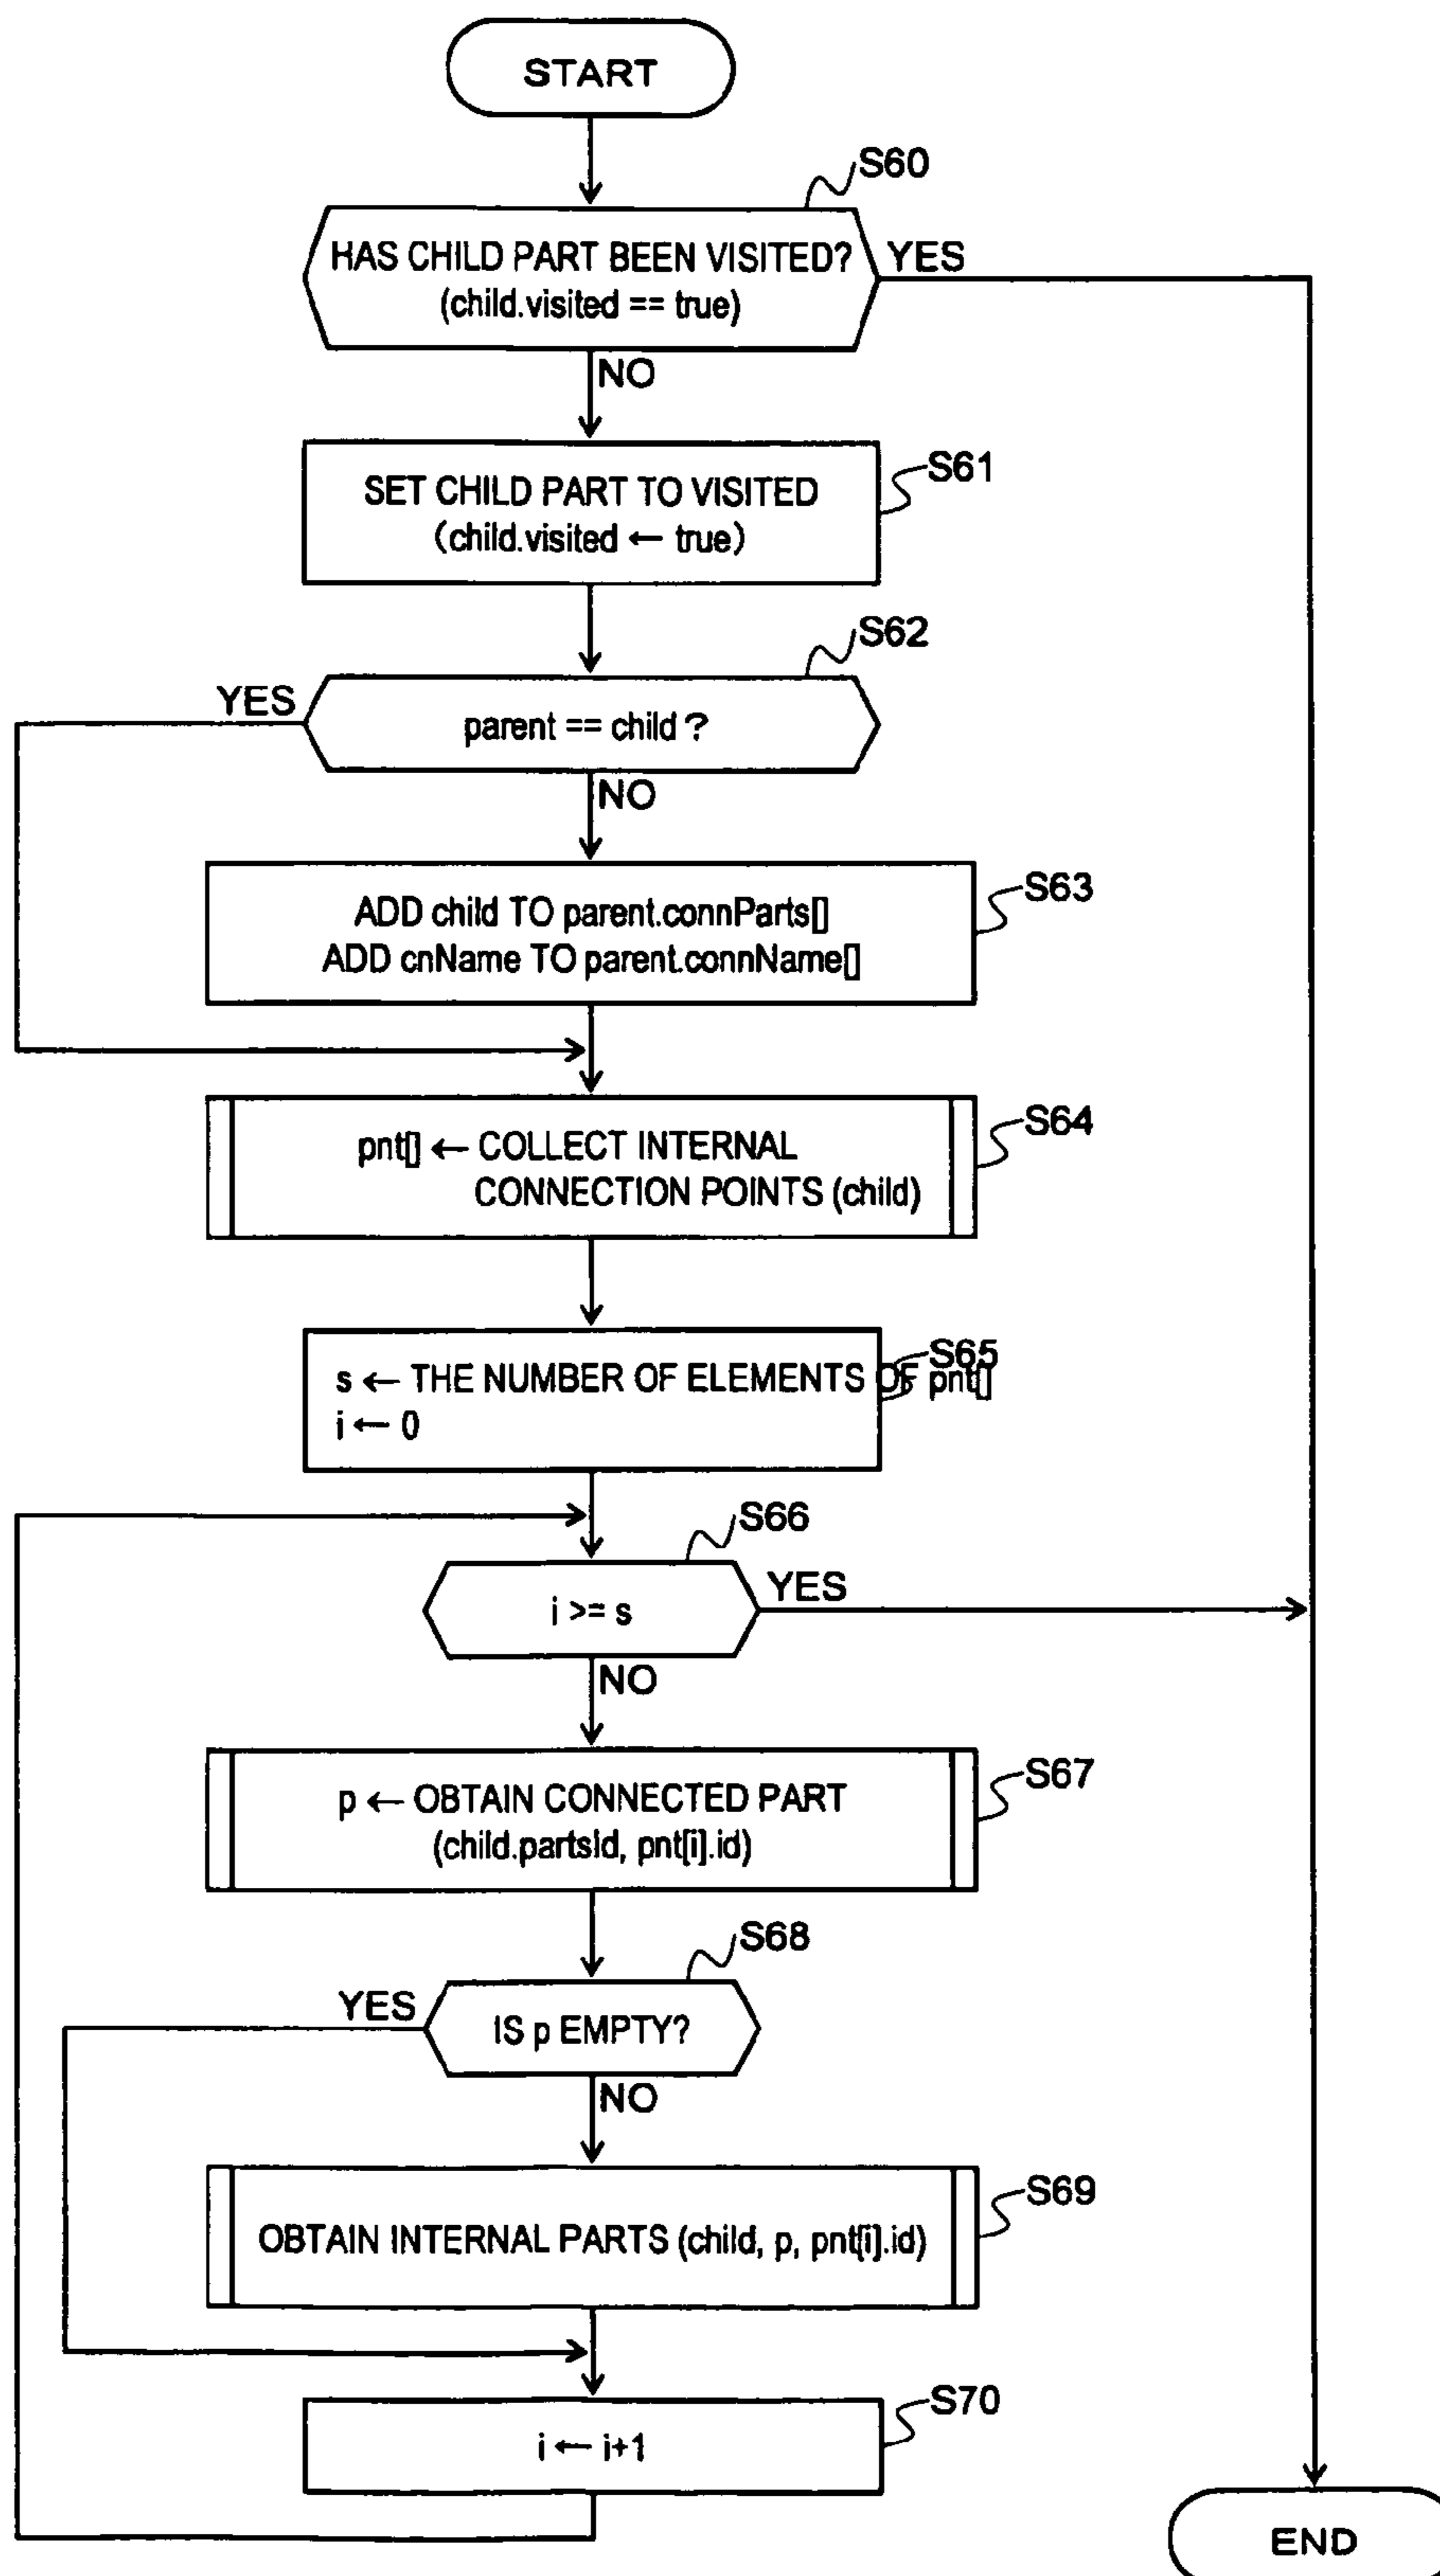 START
S60
HAS CHILD PART BEEN VISITED?
YES
(child.visited == true)
NO
S61
SET CHILD PART TO VISITED
(child.visited ← true)
S62
YES
parent == child ?
NO
S63
ADD child TO parent.connParts[]
ADD cnName TO parent.connName[]
S64
pnt[] ← COLLECT INTERNAL
CONNECTION POINTS (child)
S65
s ← THE NUMBER OF ELEMENTS OF pnt[]
i ← 0
S66
YES
i >= s
NO
S67
p ← OBTAIN CONNECTED PART
(child.partsId, pnt[i].id)
S68
YES
IS p EMPTY?
NO
S69
OBTAIN INTERNAL PARTS (child, p, pnt[i].id)
S70
i ← i+1
END